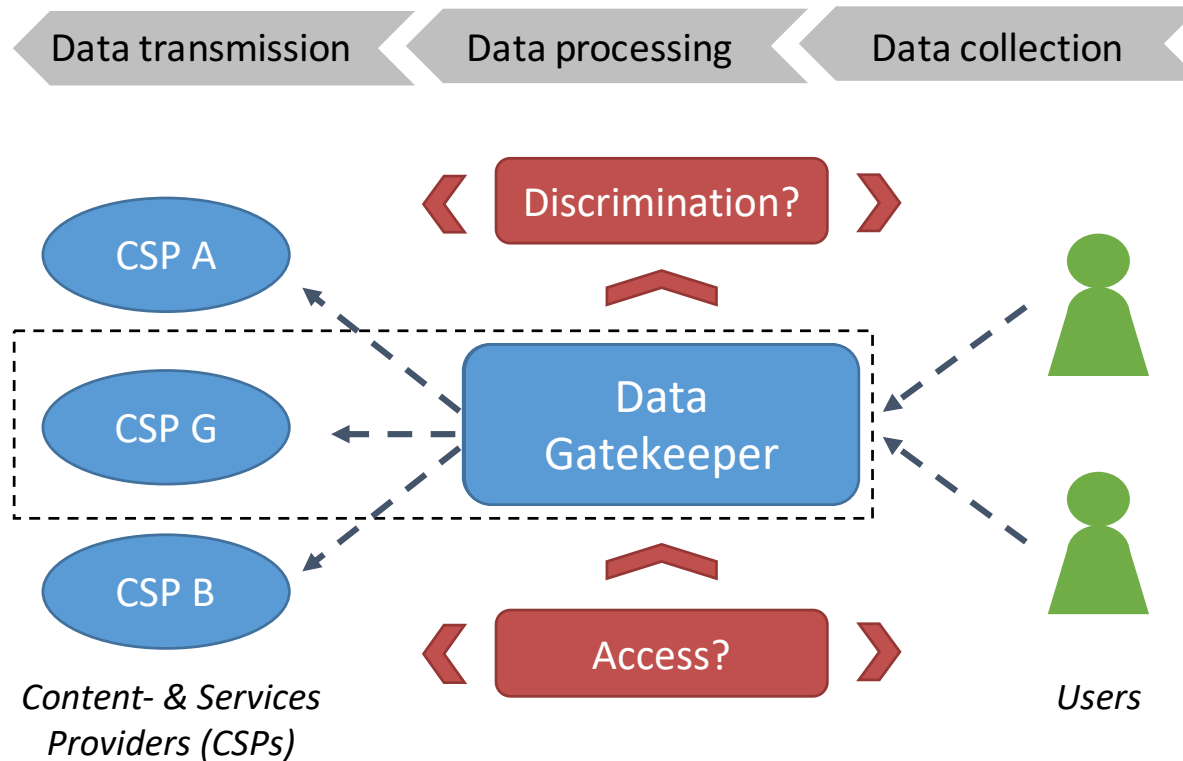 Data transmission
Data processing
Data collection
Discrimination?
CSP A
Data
Gatekeeper
CSP G
CSP B
Access?
Content- & Services
Providers (CSPs)
Users